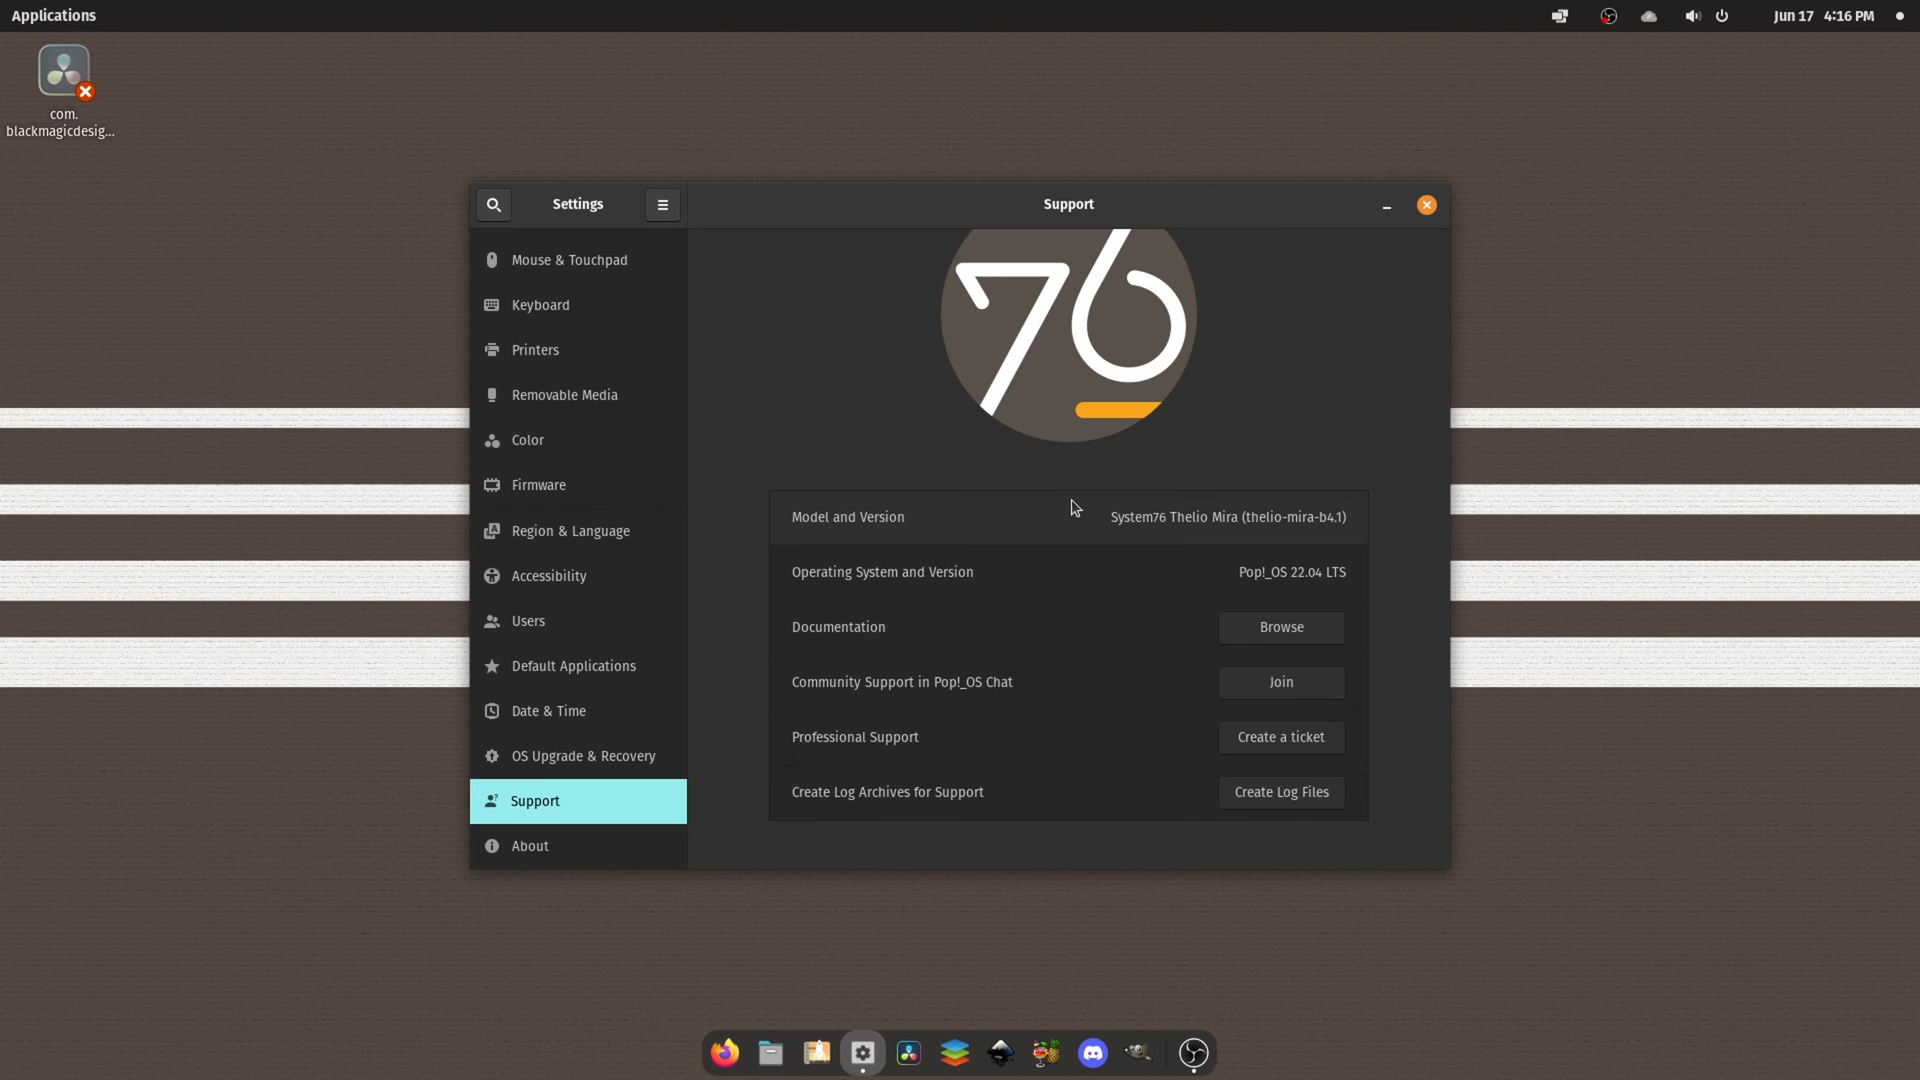 Applications
Jun 17 4:16 PM
com.
blackmagicdesig...
Settings
Support
Mouse & Touchpad
Keyboard
Printers
Removable Media
Color
Firmware
Region & Language
Accessibility
Users
Default Applications
Date & Time
OS Upgrade & Recovery
Support
About
76
Model and Version
System76 Thelio Mira (thelio-mira-b4.1)
Operating System and Version
Pop!_OS 22.04 LTS
Documentation
Browse
Community Support in Pop!_OS Chat
Join
Professional Support
Create a ticket
Create Log Archives for Support
Create Log Files